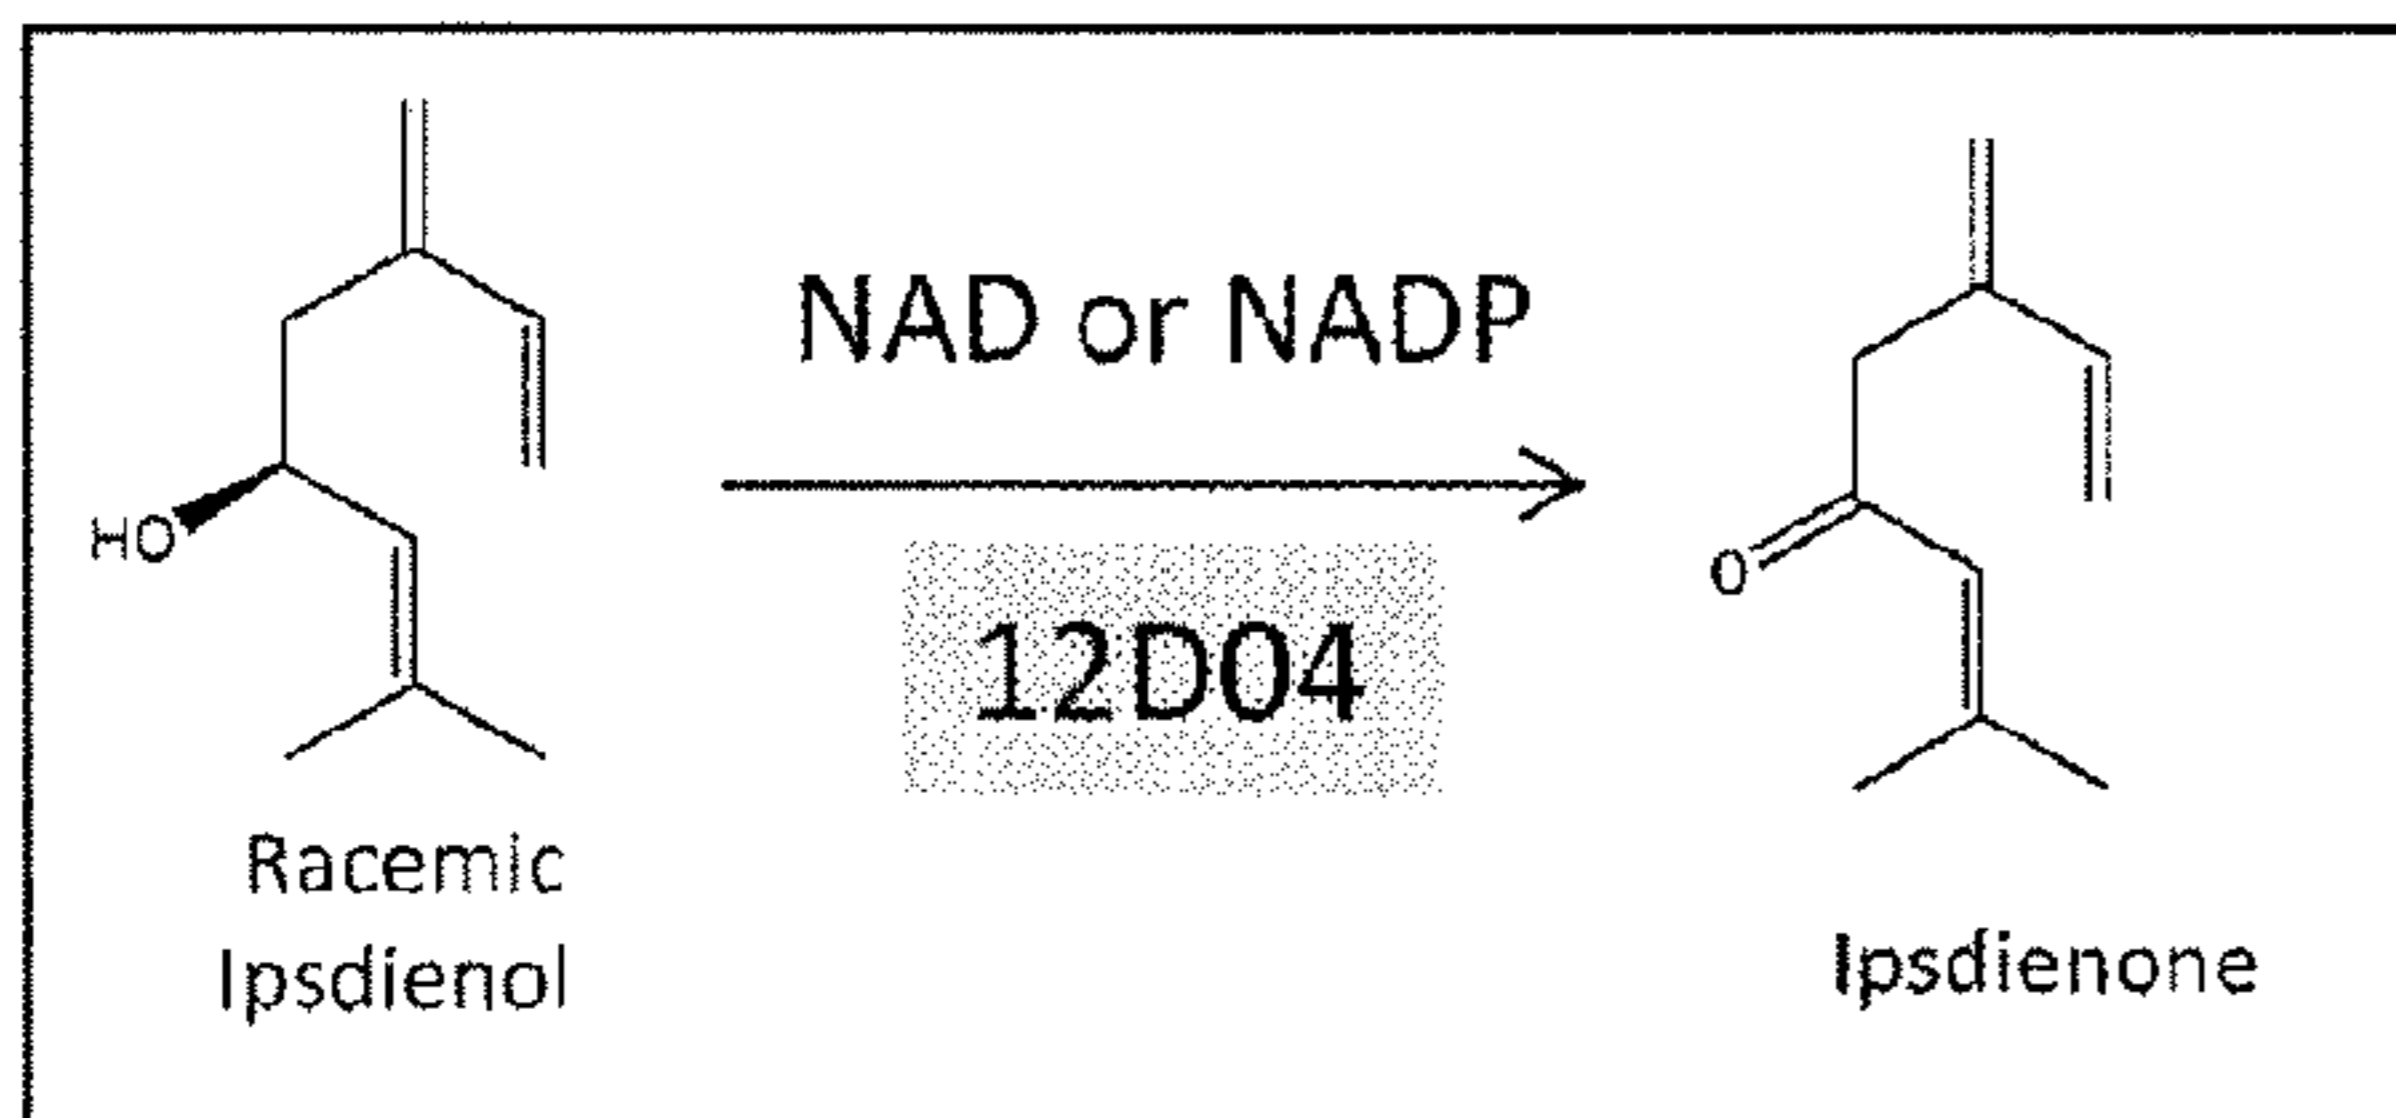 NAD or NADP
HO
12D04
O
Racemic
Ipsdienol
Ipsdienone